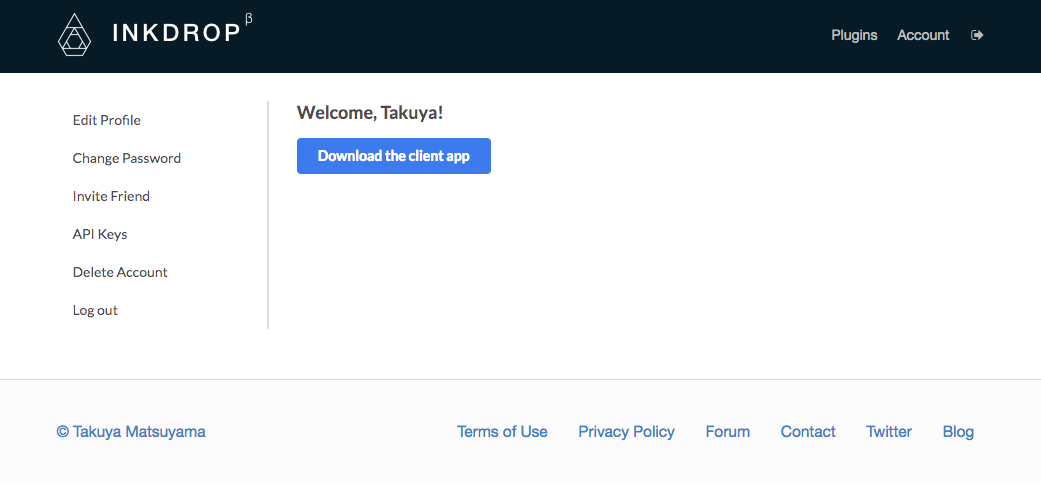 INKDROP β
Plugins Account
Edit Profile
Change Password
Invite Friend
API Keys
Delete Account
Log out
Welcome, Takuya!
Download the client app
© Takuya Matsuyama
Terms of Use Privacy Policy Forum Contact Twitter Blog